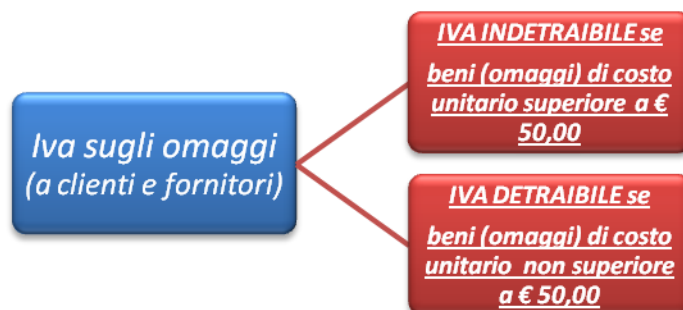 Iva sugli omaggi
(a clienti e fornitori)
IVA INDETRAIBILE se
beni (omaggi) di costo
unitario superiore a €
50,00
IVA DETRAIBILE se
beni (omaggi) di costo
unitario non superiore
a € 50,00